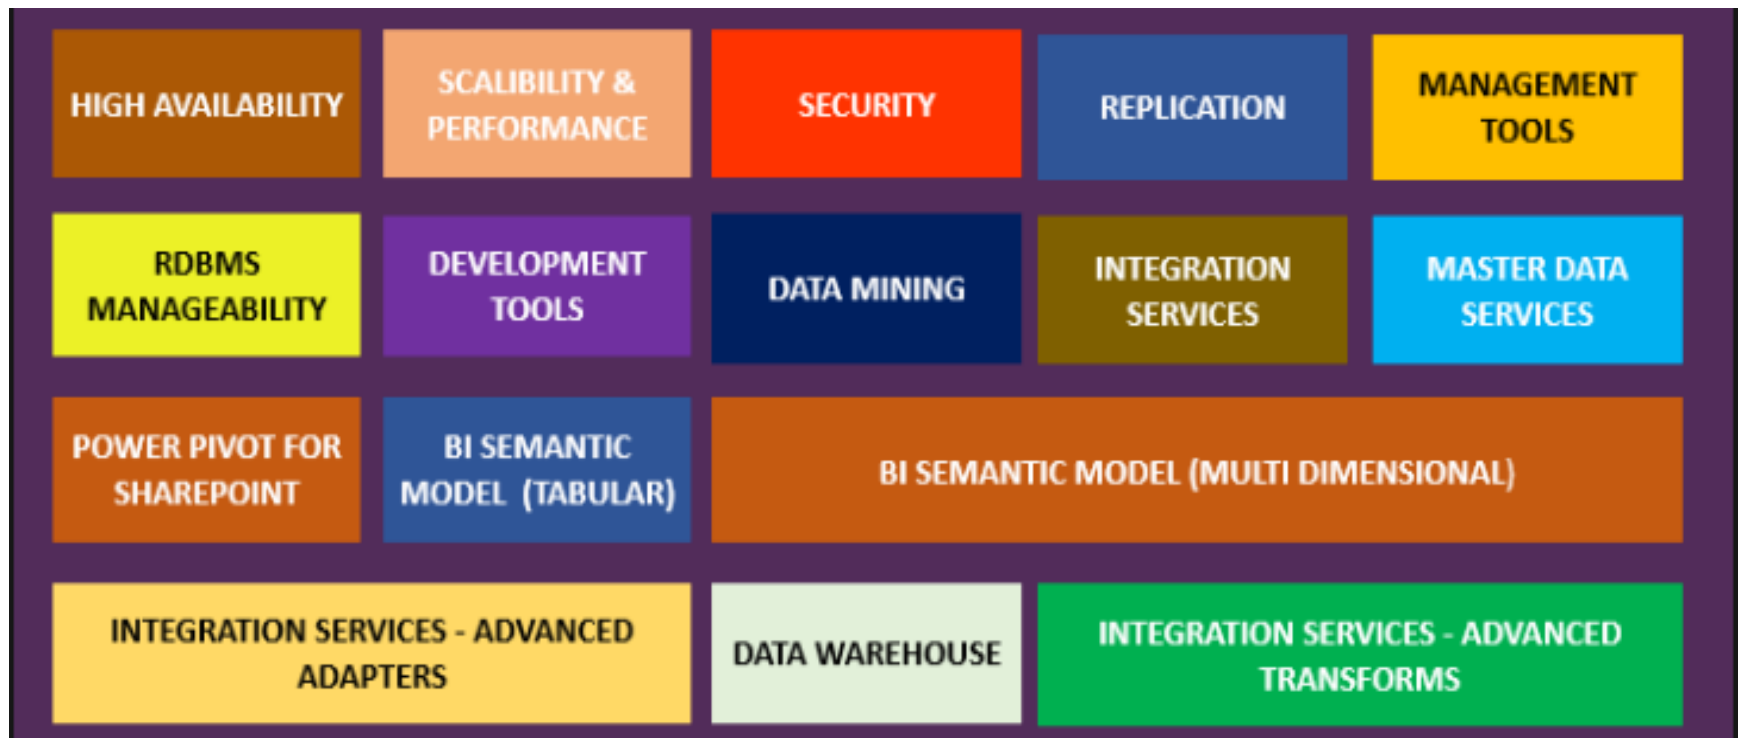 HIGH AVAILABILITY
SCALIBILITY &
PERFORMANCE
SECURITY
REPLICATION
MANAGEMENT
TOOLS
RDBMS
MANAGEABILITY
DEVELOPMENT
TOOLS
DATA MINING
INTEGRATION
SERVICES
MASTER DATA
SERVICES
POWER PIVOT FOR
SHAREPOINT
BI SEMANTIC
MODEL (TABULAR)
BI SEMANTIC MODEL (MULTI DIMENSIONAL)
INTEGRATION SERVICES - ADVANCED
ADAPTERS
DATA WAREHOUSE
INTEGRATION SERVICES - ADVANCED
TRANSFORMS